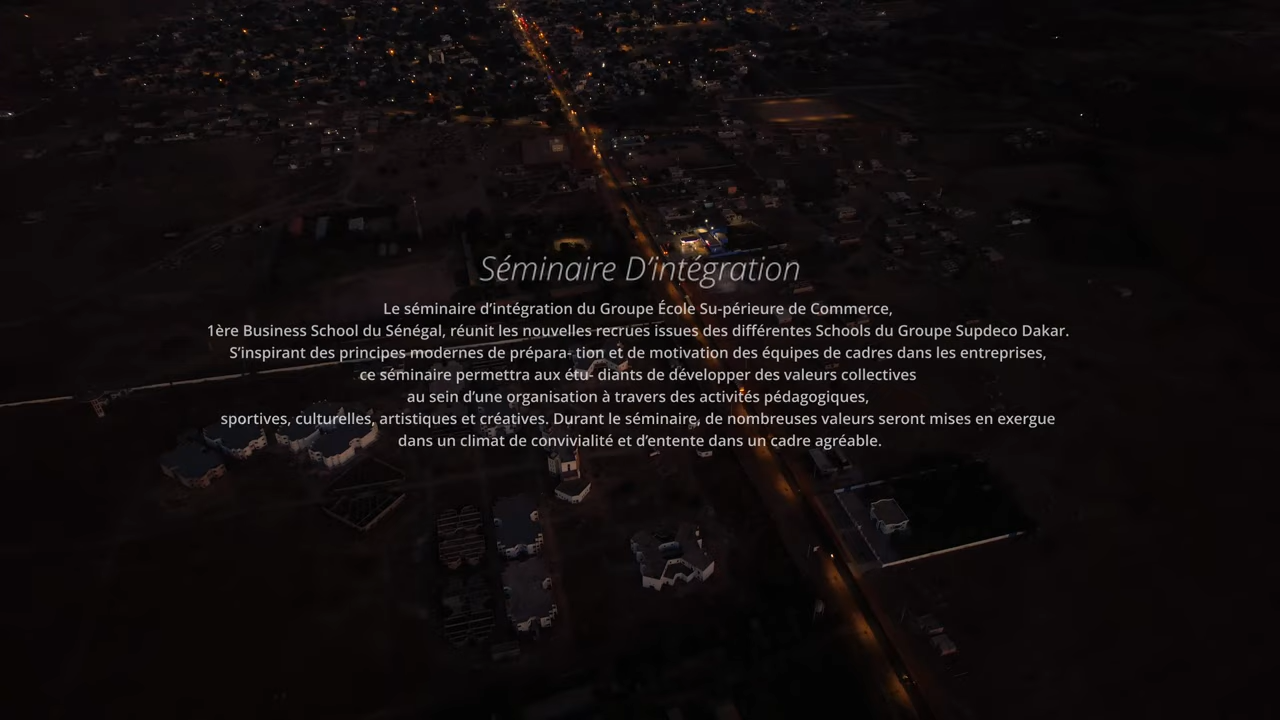 Séminaire D’intégration
Le séminaire d’intégration du Groupe École Su-périeure de Commerce,
1ère Business School du Sénégal, réunit les nouvelles recrues issues des différentes Schools du Groupe Supdeco Dakar.
S’inspirant des principes modernes de prépara- tion et de motivation des équipes de cadres dans les entreprises,
ce séminaire permettra aux étu- diants de développer des valeurs collectives
au sein d’une organisation à travers des activités pédagogiques,
sportives, culturelles, artistiques et créatives. Durant le séminaire, de nombreuses valeurs seront mises en exergue
dans un climat de convivialité et d’entente dans un cadre agréable.